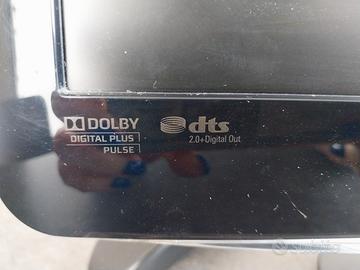 DOLBY
DIGITAL PLUS
PULSE
dts
2.0+Digital Out